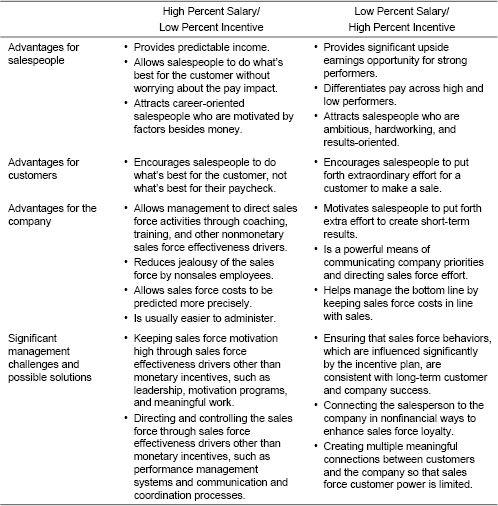 High Percent Salary/
Low Percent Incentive
Low Percent Salary/
High Percent Incentive
Advantages for
salespeople
• Provides predictable income.
• Allows salespeople to do what's
best for the customer without
worrying about the pay impact.
• Attracts career-oriented
salespeople who are motivated by
factors besides money.
• Provides significant upside
earnings opportunity for strong
performers.
• Differentiates pay across high and
low performers.
• Attracts salespeople who are
ambitious, hardworking, and
results-oriented.
Advantages for
customers
• Encourages salespeople to do
what's best for the customer, not
what's best for their paycheck.
• Encourages salespeople to put
forth extraordinary effort for a
customer to make a sale.
Advantages for the
company
• Allows management to direct sales
force activities through coaching,
training, and other nonmonetary
sales force effectiveness drivers.
• Reduces jealousy of the sales
force by nonsales employees.
• Allows sales force costs to be
predicted more precisely.
• Is usually easier to administer.
• Motivates salespeople to put forth
extra effort to create short-term
results.
• Is a powerful means of
communicating company priorities
and directing sales force effort.
• Helps manage the bottom line by
keeping sales force costs in line
with sales.
Significant
management
challenges and
possible solutions
• Keeping sales force motivation
high through sales force
effectiveness drivers other than
monetary incentives, such as
leadership, motivation programs,
and meaningful work.
• Directing and controlling the sales
force through sales force
effectiveness drivers other than
monetary incentives, such as
performance management
systems and communication and
coordination processes.
• Ensuring that sales force behaviors,
which are influenced significantly
by the incentive plan, are
consistent with long-term customer
and company success.
• Connecting the salesperson to the
company in nonfinancial ways to
enhance sales force loyalty.
• Creating multiple meaningful
connections between customers
and the company so that sales
force customer power is limited.